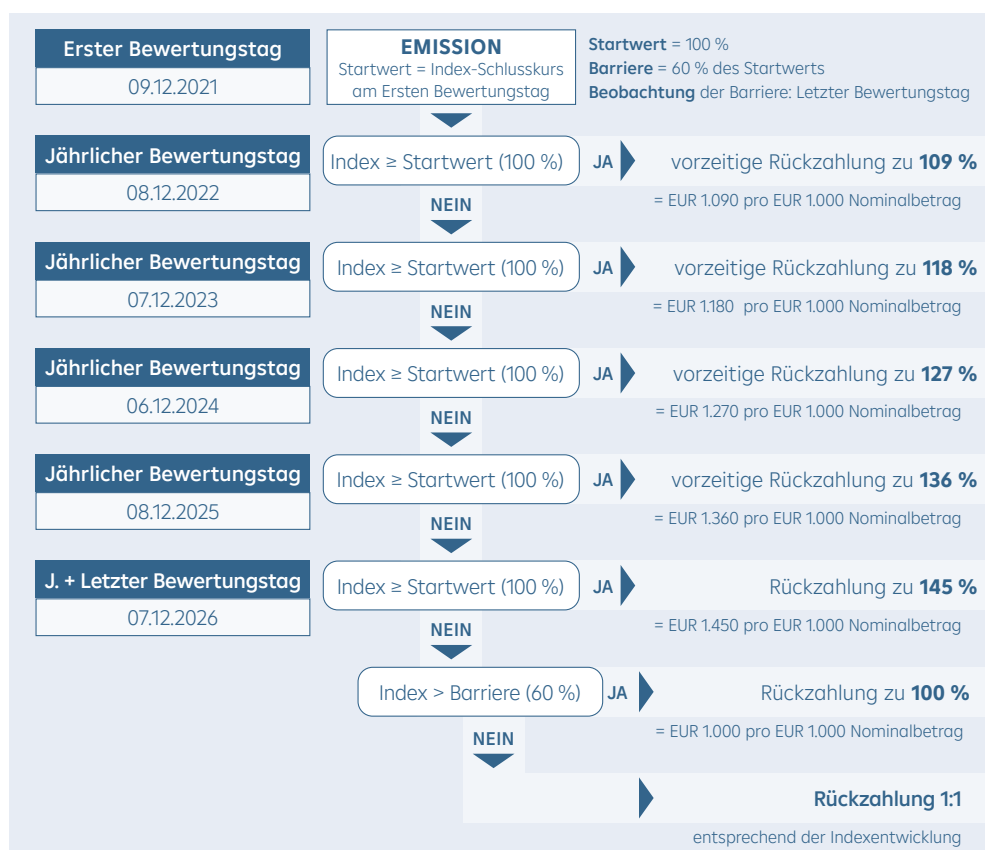 Erster Bewertungstag
09.12.2021
EMISSION
Startwert = Index-Schlusskurs
am Ersten Bewertungstag
Startwert = 100 %
Barriere = 60 % des Startwerts
Beobachtung der Barriere: Letzter Bewertungstag
Jährlicher Bewertungstag
08.12.2022
Index ≥ Startwert (100 %)
JA
vorzeitige Rückzahlung zu 109 %
= EUR 1.090 pro EUR 1.000 Nominalbetrag
NEIN
Jährlicher Bewertungstag
07.12.2023
Index ≥ Startwert (100 %)
JA
vorzeitige Rückzahlung zu 118 %
= EUR 1.180 pro EUR 1.000 Nominalbetrag
NEIN
Jährlicher Bewertungstag
06.12.2024
Index ≥ Startwert (100 %)
JA
vorzeitige Rückzahlung zu 127 %
= EUR 1.270 pro EUR 1.000 Nominalbetrag
NEIN
Jährlicher Bewertungstag
08.12.2025
Index ≥ Startwert (100 %)
JA
vorzeitige Rückzahlung zu 136 %
= EUR 1.360 pro EUR 1.000 Nominalbetrag
NEIN
J. + Letzter Bewertungstag
07.12.2026
Index ≥ Startwert (100 %)
JA
Rückzahlung zu 145 %
= EUR 1.450 pro EUR 1.000 Nominalbetrag
NEIN
Index > Barriere (60 %)
JA
Rückzahlung zu 100 %
= EUR 1.000 pro EUR 1.000 Nominalbetrag
NEIN
Rückzahlung 1:1
entsprechend der Indexentwicklung